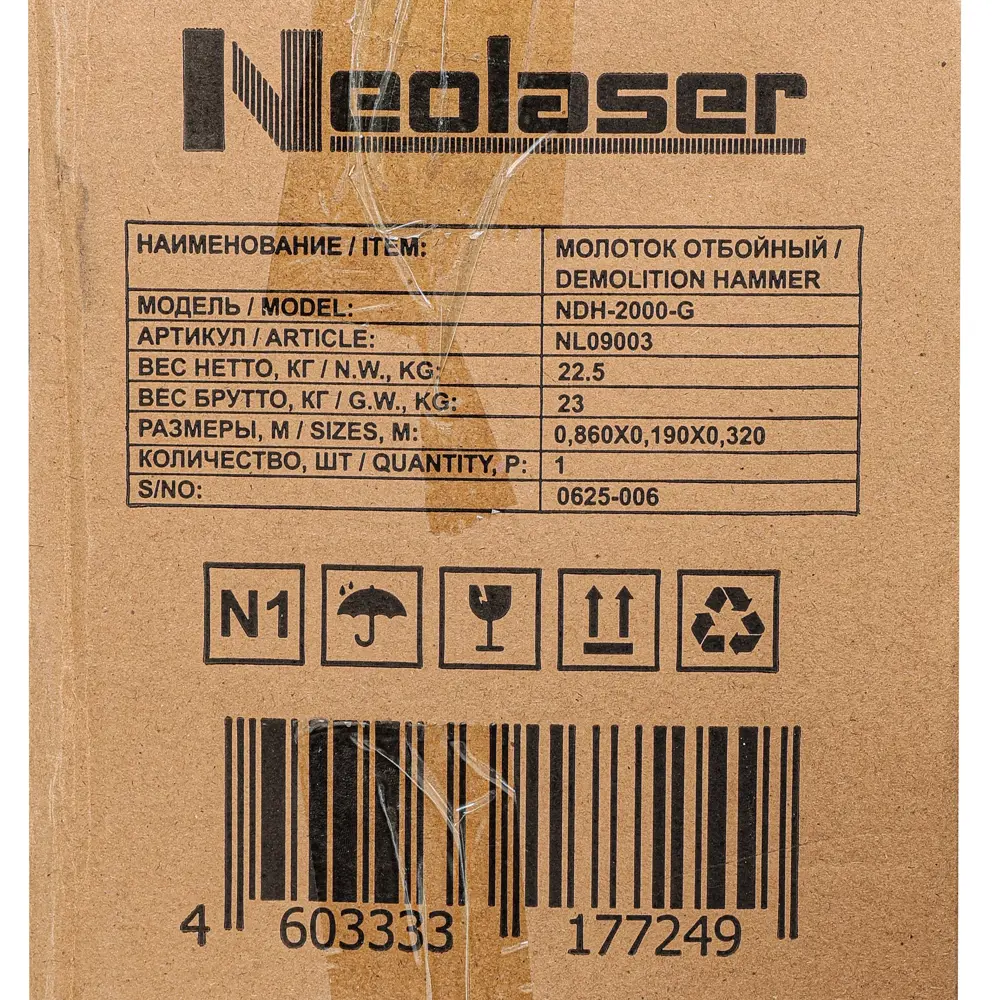 Neolaser
НАИМЕНОВАНИЕ / ITEM: МОЛОТОК ОТБОЙНЫЙ /
DEMOLITION HAMMER
МОДЕЛЬ / MODEL: NDH-2000-G
АРТИКУЛ / ARTICLE: NL09003
ВЕС НЕТТО, КГ / N.W., KG: 22.5
ВЕС БРУТТО, КГ / G.W., KG: 23
РАЗМЕРЫ, М / SIZES, M: 0,860X0,190X0,320
КОЛИЧЕСТВО, ШТ / QUANTITY, P: 1
S/NO: 0625-006
N1
4 603333 177249